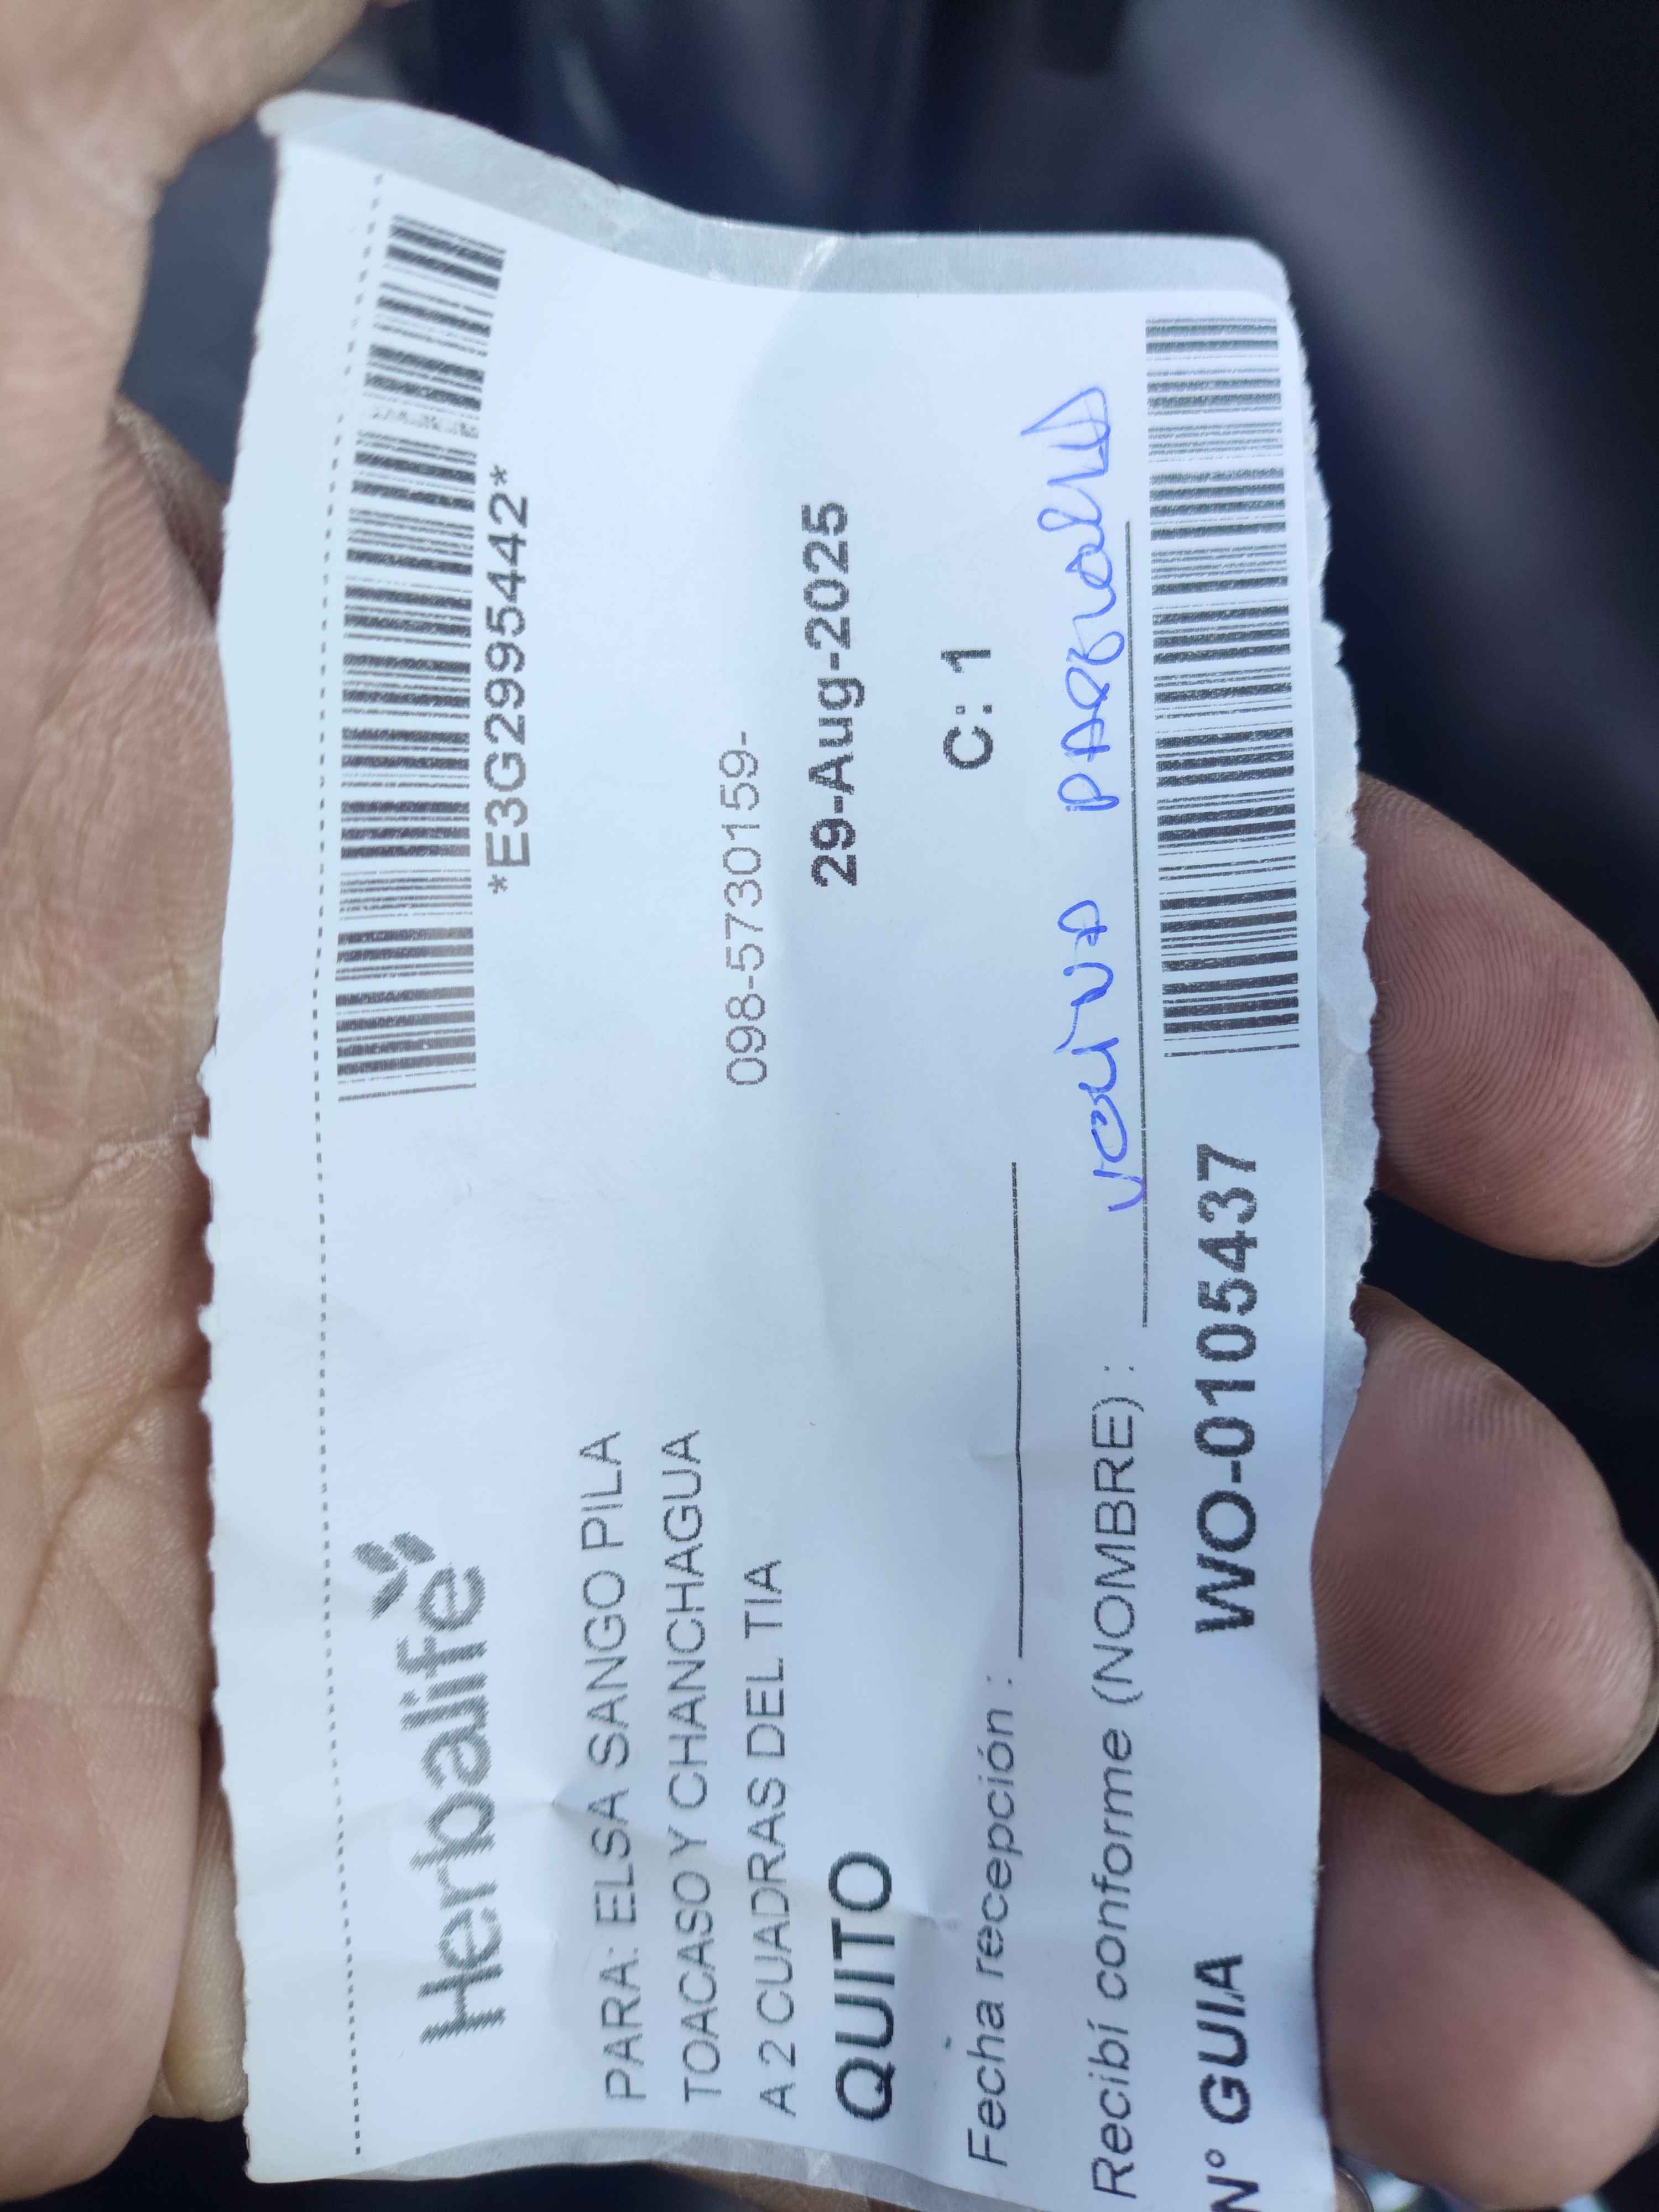 Herbalife
*E3G2995442*
PARA: ELSA SANGO PILA
TOACASO Y CHANCHAGUA
A 2 CUADRAS DEL TIA
098-5730159-
QUITO
29-Aug-2025
Fecha recepción :
C: 1
Recibí conforme (NOMBRE) :
N° GUIA
WO-0105437